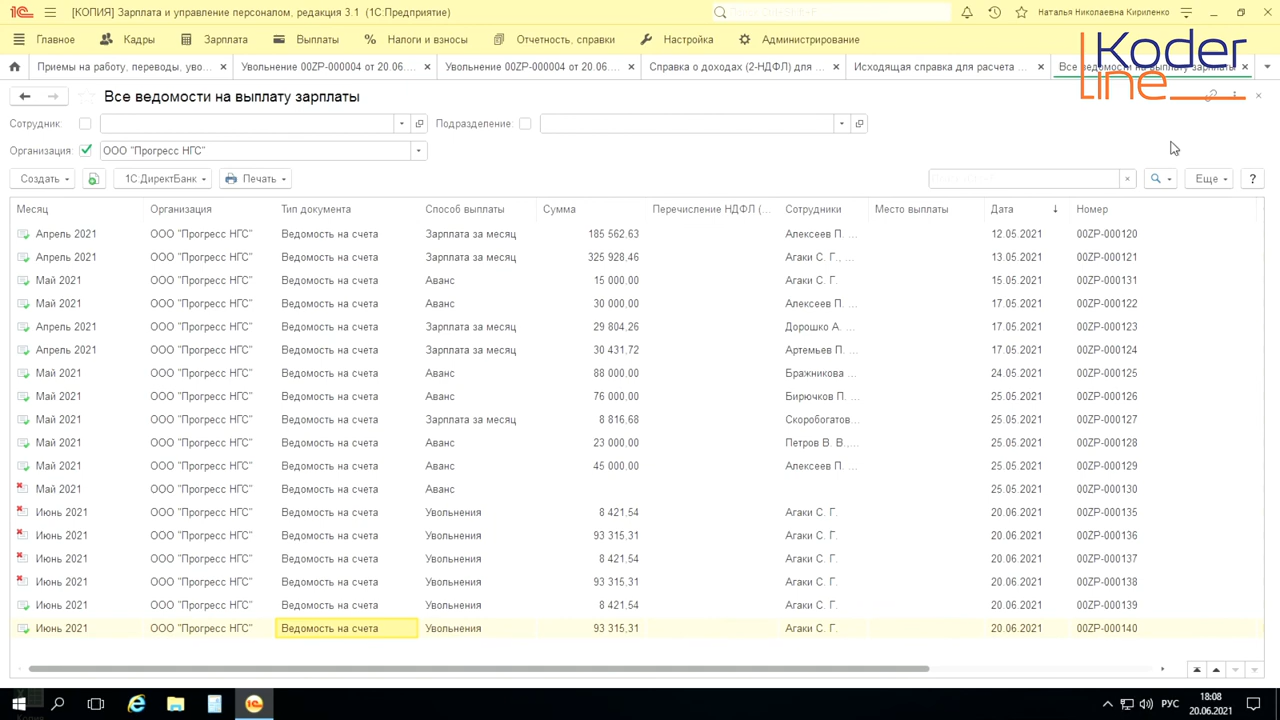 [КОПИЯ] Зарплата и управление персоналом, редакция 3.1 (1С:Предприятие)
Наталья Николаевна Кириленко
Главное Кадры Зарплата Выплаты Налоги и взносы Отчетность, справки Настройка Администрирование
Koder Line
Приемы на работу, переводы, уво... Увольнение 00ZP-000004 от 20.06. Увольнение 00ZP-000004 от 20.06. Справка о доходах (2-НДФЛ) для ... Исходящая справка для расчета ... Все ведомости на выплату зарплаты
Все ведомости на выплату зарплаты
Сотрудник: Подразделение:
Организация: ООО "Прогресс НГС"
Создать 1С:ДиректБанк Печать Еще ?
Месяц Организация Тип документа Способ выплаты Сумма Перечисление НДФЛ (... Сотрудники Место выплаты Дата ↓ Номер
Апрель 2021 ООО "Прогресс НГС" Ведомость на счета Зарплата за месяц 185 562,63 Алексеев П. ... 12.05.2021 00ZP-000120
Апрель 2021 ООО "Прогресс НГС" Ведомость на счета Зарплата за месяц 325 928,46 Агаки С. Г., ... 13.05.2021 00ZP-000121
Май 2021 ООО "Прогресс НГС" Ведомость на счета Аванс 15 000,00 Агаки С. Г. 15.05.2021 00ZP-000131
Май 2021 ООО "Прогресс НГС" Ведомость на счета Аванс 30 000,00 Алексеев П. ... 17.05.2021 00ZP-000122
Апрель 2021 ООО "Прогресс НГС" Ведомость на счета Зарплата за месяц 29 804,26 Дорошко А. ... 17.05.2021 00ZP-000123
Апрель 2021 ООО "Прогресс НГС" Ведомость на счета Зарплата за месяц 30 431,72 Артемьев П. ... 17.05.2021 00ZP-000124
Май 2021 ООО "Прогресс НГС" Ведомость на счета Аванс 88 000,00 Бражникова ... 24.05.2021 00ZP-000125
Май 2021 ООО "Прогресс НГС" Ведомость на счета Аванс 76 000,00 Бирючков П. ... 25.05.2021 00ZP-000126
Май 2021 ООО "Прогресс НГС" Ведомость на счета Зарплата за месяц 8 816,68 Скоробогатов... 25.05.2021 00ZP-000127
Май 2021 ООО "Прогресс НГС" Ведомость на счета Аванс 23 000,00 Петров В. В.,... 25.05.2021 00ZP-000128
Май 2021 ООО "Прогресс НГС" Ведомость на счета Аванс 45 000,00 Алексеев П. ... 25.05.2021 00ZP-000129
Май 2021 ООО "Прогресс НГС" Ведомость на счета Аванс 25.05.2021 00ZP-000130
Июнь 2021 ООО "Прогресс НГС" Ведомость на счета Увольнения 8 421,54 Агаки С. Г. 20.06.2021 00ZP-000135
Июнь 2021 ООО "Прогресс НГС" Ведомость на счета Увольнения 93 315,31 Агаки С. Г. 20.06.2021 00ZP-000136
Июнь 2021 ООО "Прогресс НГС" Ведомость на счета Увольнения 8 421,54 Агаки С. Г. 20.06.2021 00ZP-000137
Июнь 2021 ООО "Прогресс НГС" Ведомость на счета Увольнения 93 315,31 Агаки С. Г. 20.06.2021 00ZP-000138
Июнь 2021 ООО "Прогресс НГС" Ведомость на счета Увольнения 8 421,54 Агаки С. Г. 20.06.2021 00ZP-000139
Июнь 2021 ООО "Прогресс НГС" Ведомость на счета Увольнения 93 315,31 Агаки С. Г. 20.06.2021 00ZP-000140
РУС
18:08
20.06.2021